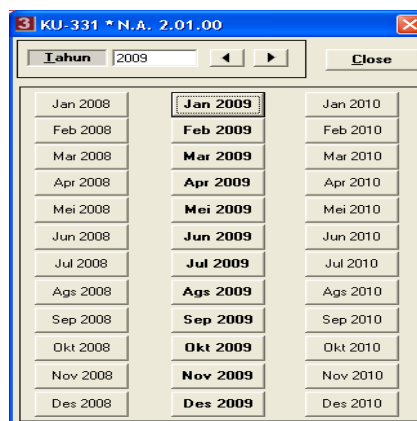 3 KU-331 * N.A. 2.01.00
Tahun 2009 Close
Jan 2008 Jan 2009 Jan 2010
Feb 2008 Feb 2009 Feb 2010
Mar 2008 Mar 2009 Mar 2010
Apr 2008 Apr 2009 Apr 2010
Mei 2008 Mei 2009 Mei 2010
Jun 2008 Jun 2009 Jun 2010
Jul 2008 Jul 2009 Jul 2010
Ags 2008 Ags 2009 Ags 2010
Sep 2008 Sep 2009 Sep 2010
Okt 2008 Okt 2009 Okt 2010
Nov 2008 Nov 2009 Nov 2010
Des 2008 Des 2009 Des 2010